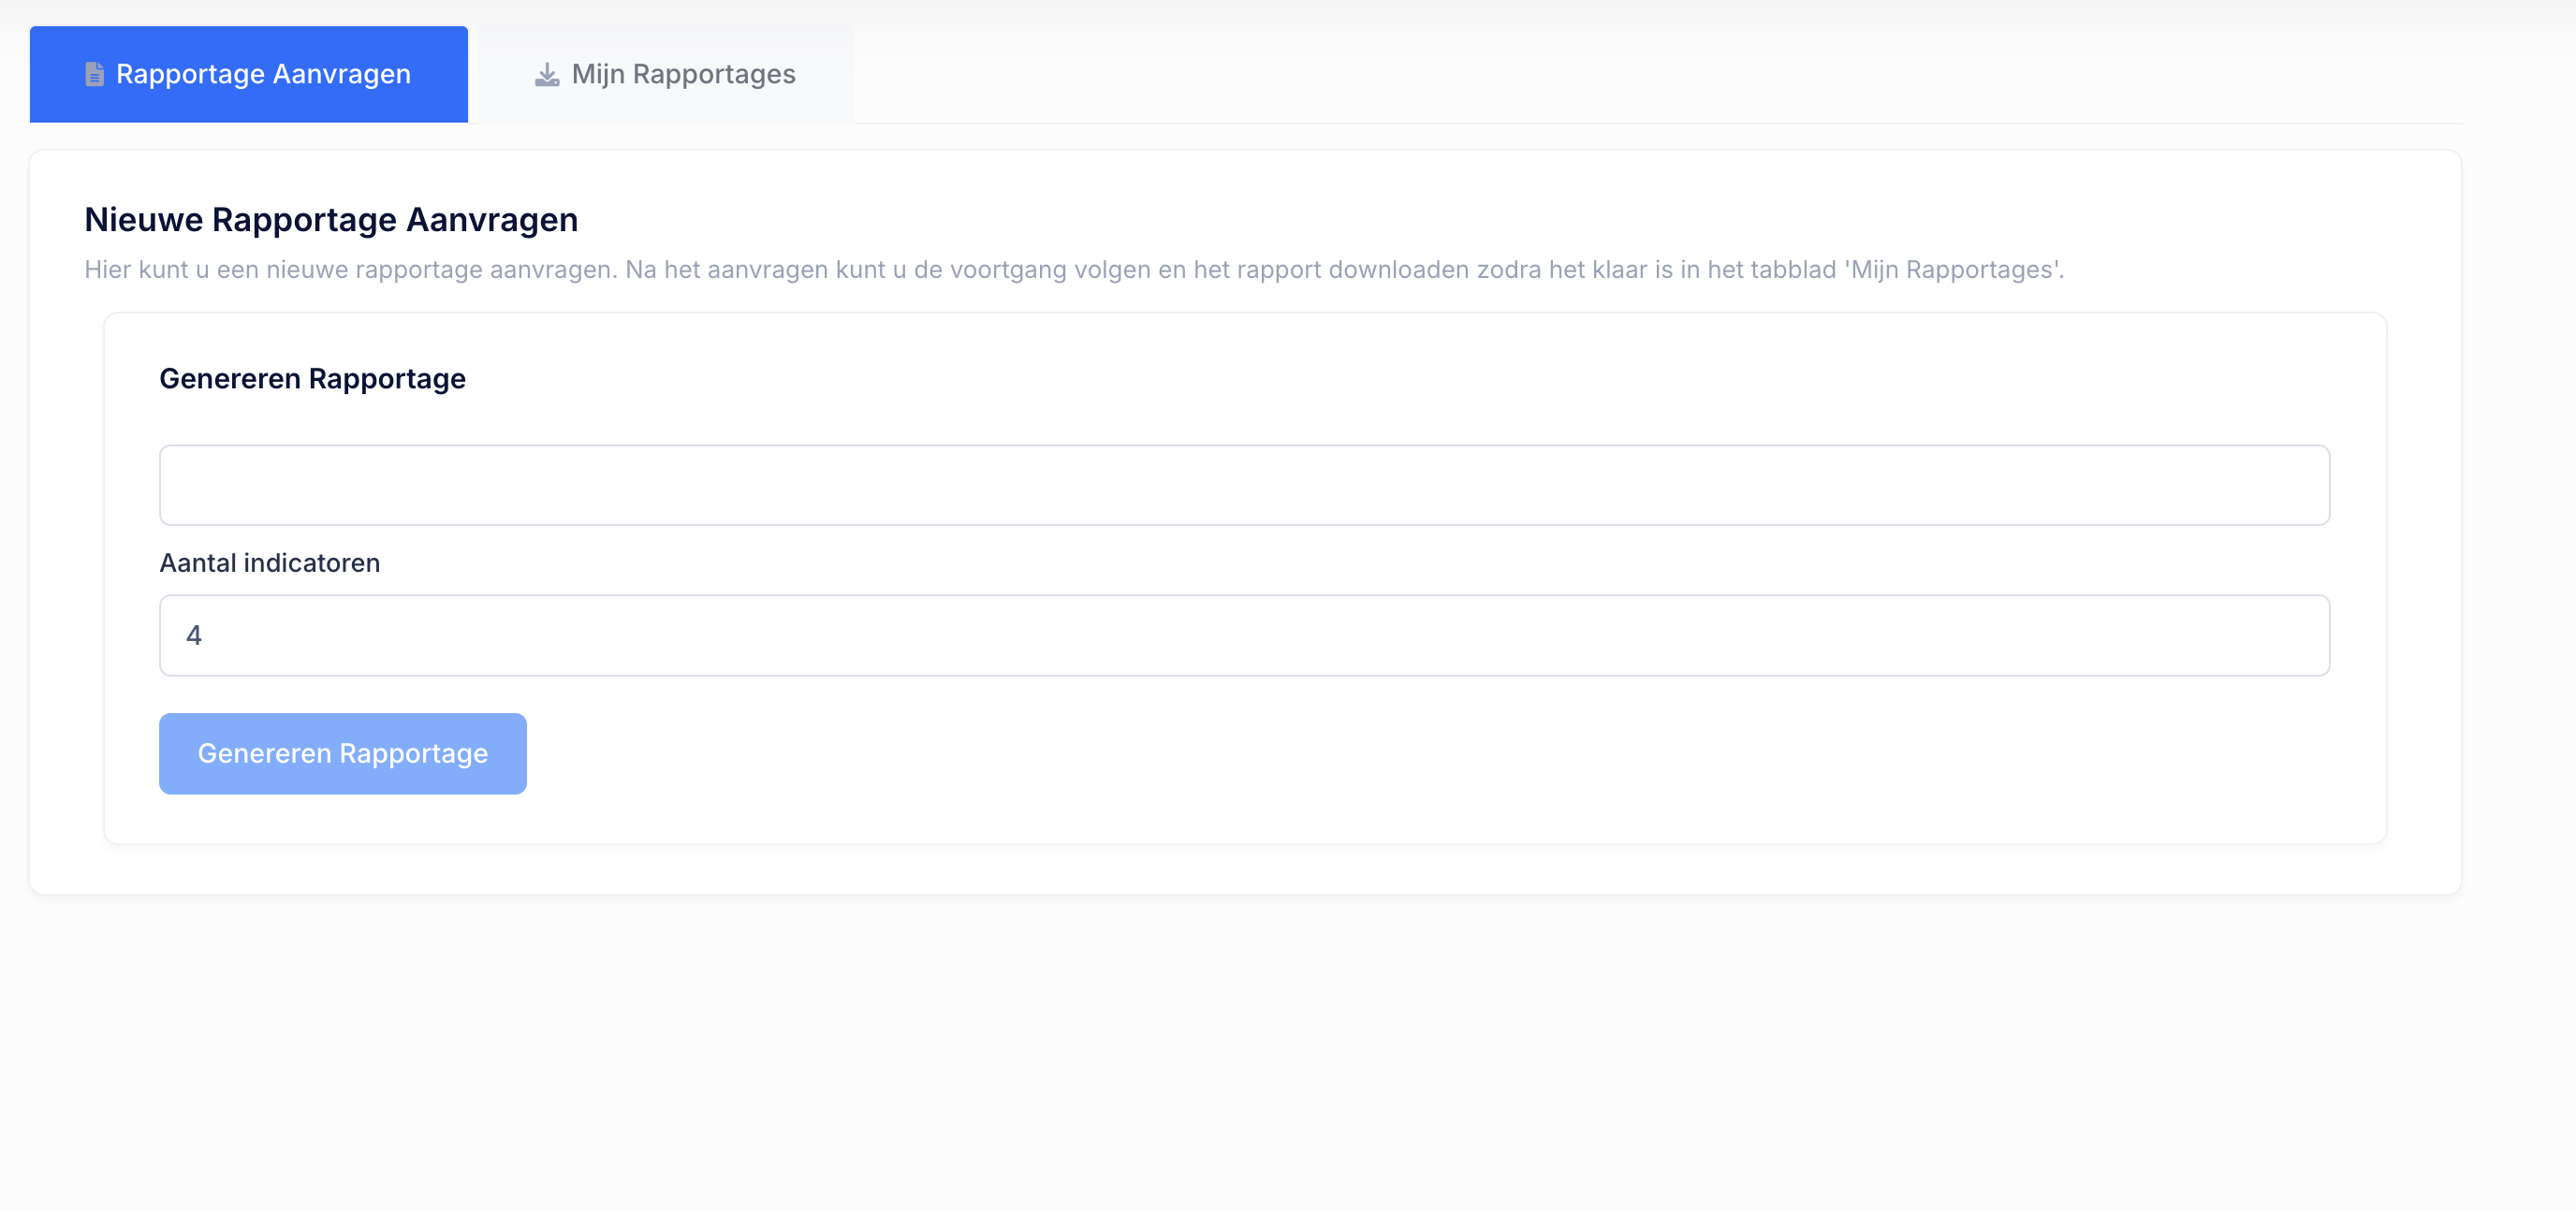 Rapportage Aanvragen
Mijn Rapportages
Nieuwe Rapportage Aanvragen
Hier kunt u een nieuwe rapportage aanvragen. Na het aanvragen kunt u de voortgang volgen en het rapport downloaden zodra het klaar is in het tabblad 'Mijn Rapportages'.
Genereren Rapportage
Aantal indicatoren
4
Genereren Rapportage